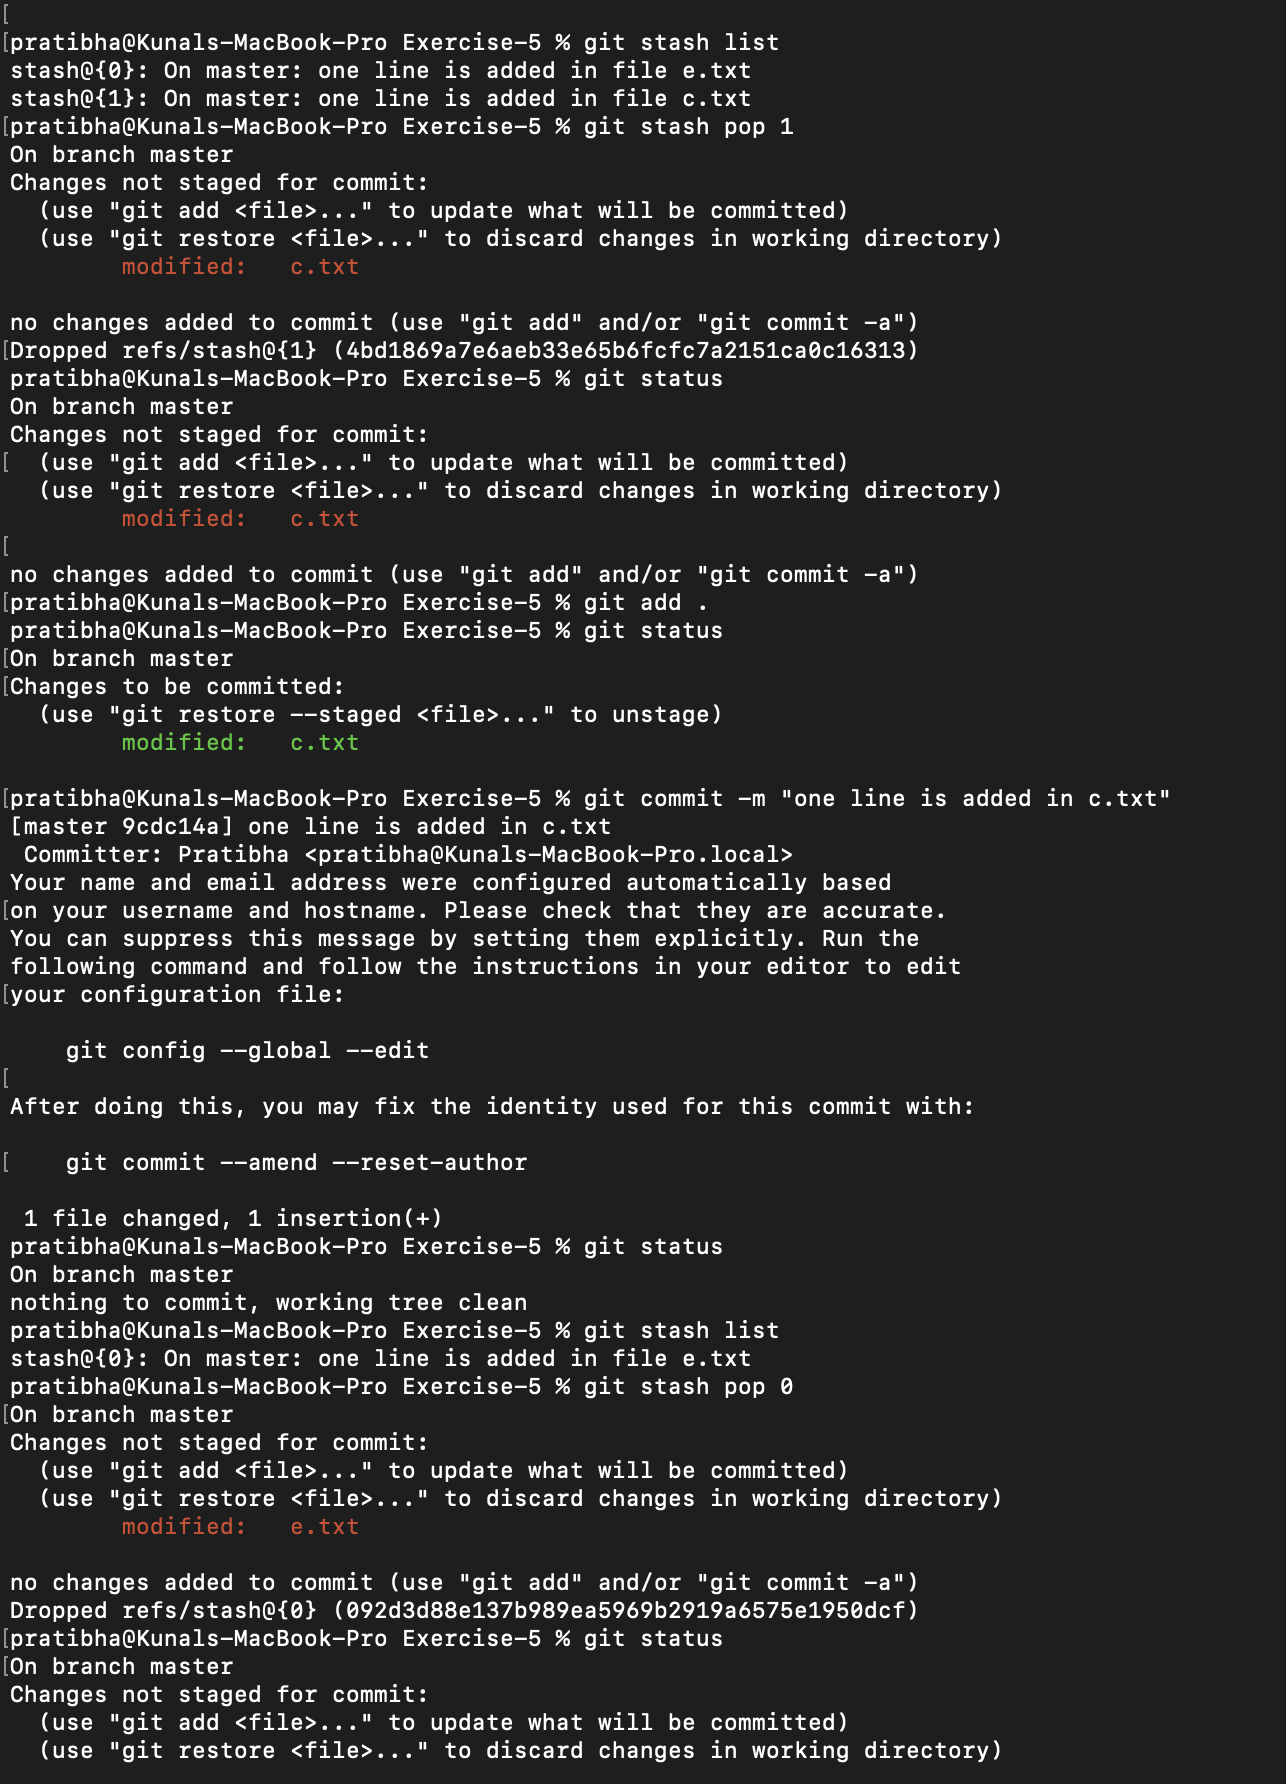 [
[pratibha@Kunals-MacBook-Pro Exercise-5 % git stash list
stash@{0}: On master: one line is added in file e.txt
stash@{1}: On master: one line is added in file c.txt
[pratibha@Kunals-MacBook-Pro Exercise-5 % git stash pop 1
On branch master
Changes not staged for commit:
  (use "git add <file>..." to update what will be committed)
  (use "git restore <file>..." to discard changes in working directory)
        modified:   c.txt

no changes added to commit (use "git add" and/or "git commit -a")
[Dropped refs/stash@{1} (4bd1869a7e6aeb33e65b6fcfc7a2151ca0c16313)
pratibha@Kunals-MacBook-Pro Exercise-5 % git status
On branch master
Changes not staged for commit:
[  (use "git add <file>..." to update what will be committed)
  (use "git restore <file>..." to discard changes in working directory)
        modified:   c.txt
[
no changes added to commit (use "git add" and/or "git commit -a")
[pratibha@Kunals-MacBook-Pro Exercise-5 % git add .
pratibha@Kunals-MacBook-Pro Exercise-5 % git status
[On branch master
[Changes to be committed:
  (use "git restore --staged <file>..." to unstage)
        modified:   c.txt

[pratibha@Kunals-MacBook-Pro Exercise-5 % git commit -m "one line is added in c.txt"
[master 9cdc14a] one line is added in c.txt
 Committer: Pratibha <pratibha@Kunals-MacBook-Pro.local>
Your name and email address were configured automatically based
[on your username and hostname. Please check that they are accurate.
You can suppress this message by setting them explicitly. Run the
following command and follow the instructions in your editor to edit
[your configuration file:

    git config --global --edit
[
After doing this, you may fix the identity used for this commit with:

[    git commit --amend --reset-author

 1 file changed, 1 insertion(+)
pratibha@Kunals-MacBook-Pro Exercise-5 % git status
On branch master
nothing to commit, working tree clean
pratibha@Kunals-MacBook-Pro Exercise-5 % git stash list
stash@{0}: On master: one line is added in file e.txt
pratibha@Kunals-MacBook-Pro Exercise-5 % git stash pop 0
[On branch master
Changes not staged for commit:
  (use "git add <file>..." to update what will be committed)
  (use "git restore <file>..." to discard changes in working directory)
        modified:   e.txt

no changes added to commit (use "git add" and/or "git commit -a")
Dropped refs/stash@{0} (092d3d88e137b989ea5969b2919a6575e1950dcf)
[pratibha@Kunals-MacBook-Pro Exercise-5 % git status
[On branch master
Changes not staged for commit:
  (use "git add <file>..." to update what will be committed)
  (use "git restore <file>..." to discard changes in working directory)